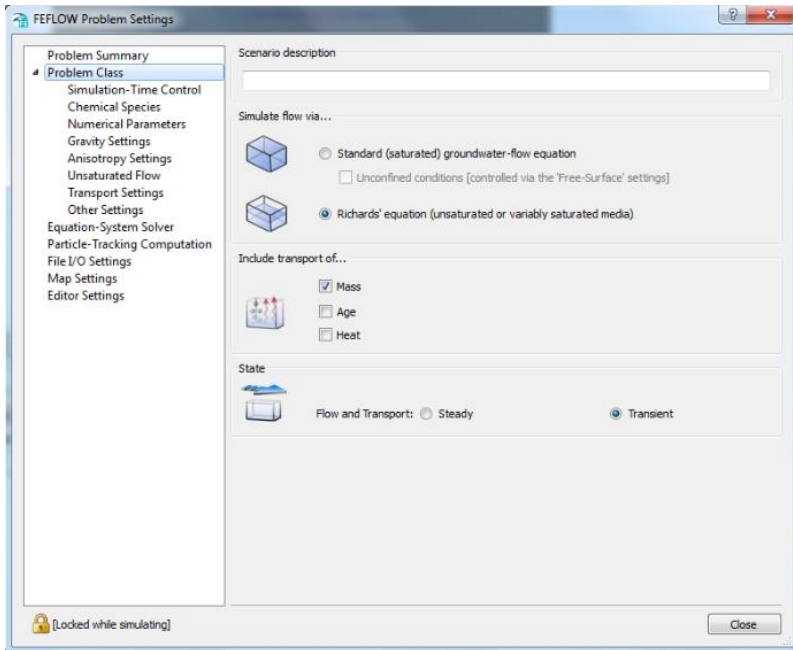 FEFLOW Problem Settings
Problem Summary
Problem Class
Simulation-Time Control
Chemical Species
Numerical Parameters
Gravity Settings
Anisotropy Settings
Unsaturated Flow
Transport Settings
Other Settings
Equation-System Solver
Particle-Tracking Computation
File I/O Settings
Map Settings
Editor Settings
Scenario description
Simulate flow via...
Standard (saturated) groundwater-flow equation
Unconfined conditions [controlled via the 'Free-Surface' settings]
Richards' equation (unsaturated or variably saturated media)
Include transport of...
Mass
Age
Heat
State
Flow and Transport: Steady Transient
[Locked while simulating]
Close